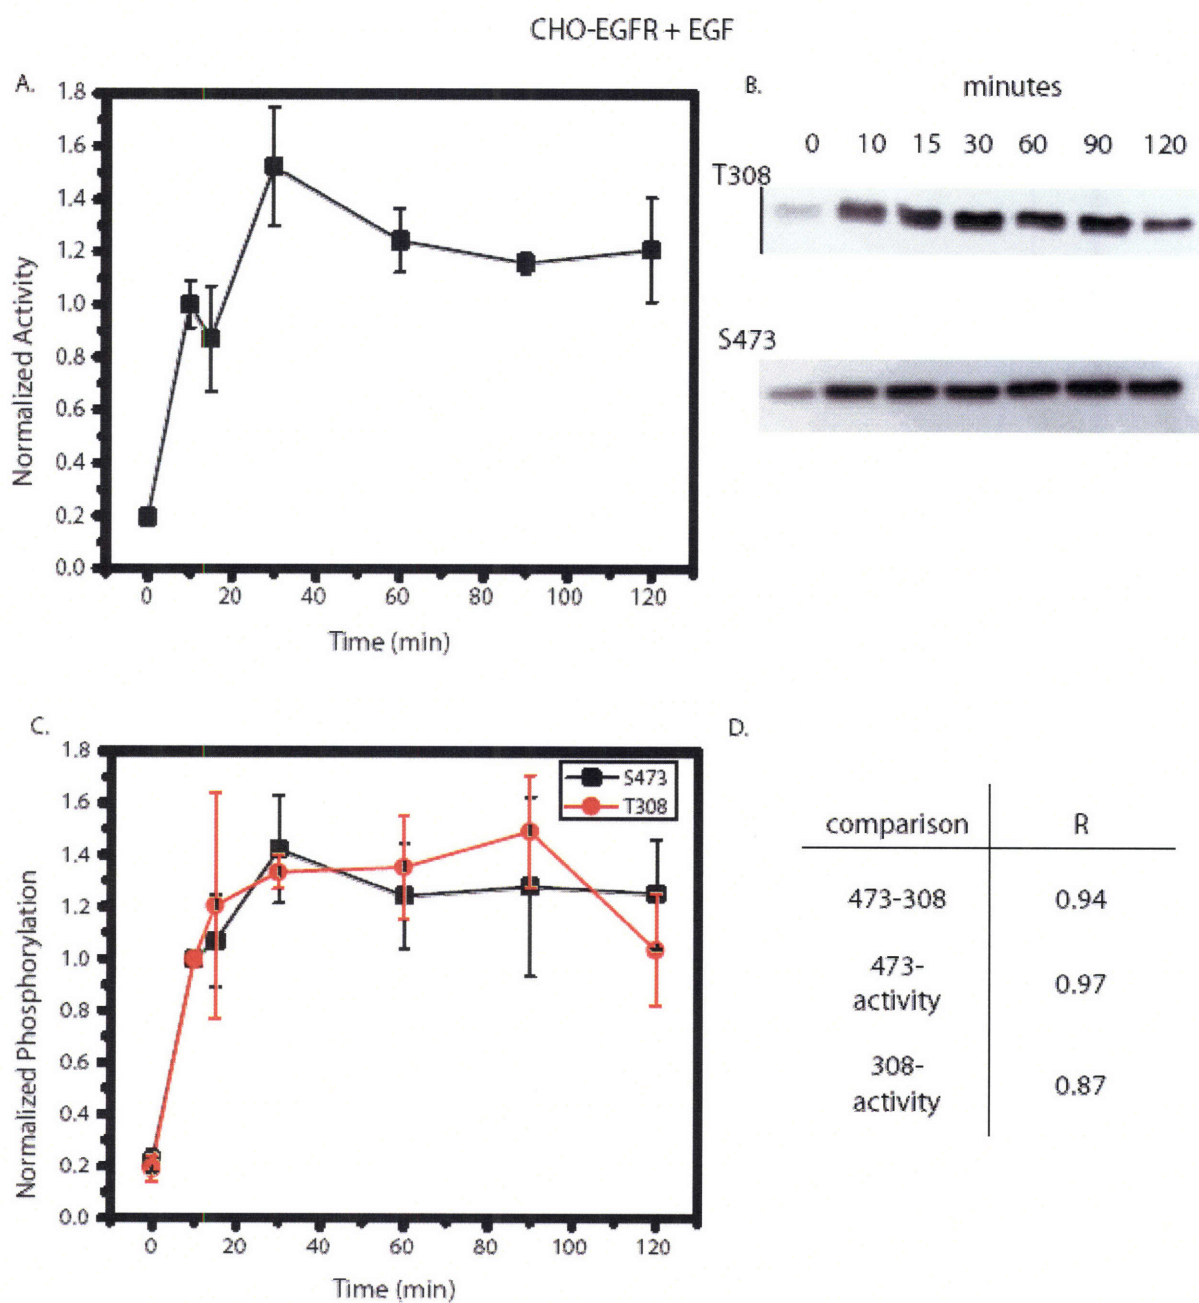 CHO-EGFR + EGF
A.
1.8
1.6
1.4
1.2
1.0
0.8
0.6
0.4
0.2
0.0
Normalized Activity
0 20 40 60 80 100 120
Time (min)
B.
minutes
0 10 15 30 60 90 120
T308
S473
C.
1.8
1.6
1.4
1.2
1.0
0.8
0.6
0.4
0.2
0.0
Normalized Phosphorylation
S473
T308
0 20 40 60 80 100 120
Time (min)
D.
comparison R
473-308 0.94
473-
activity 0.97
308-
activity 0.87